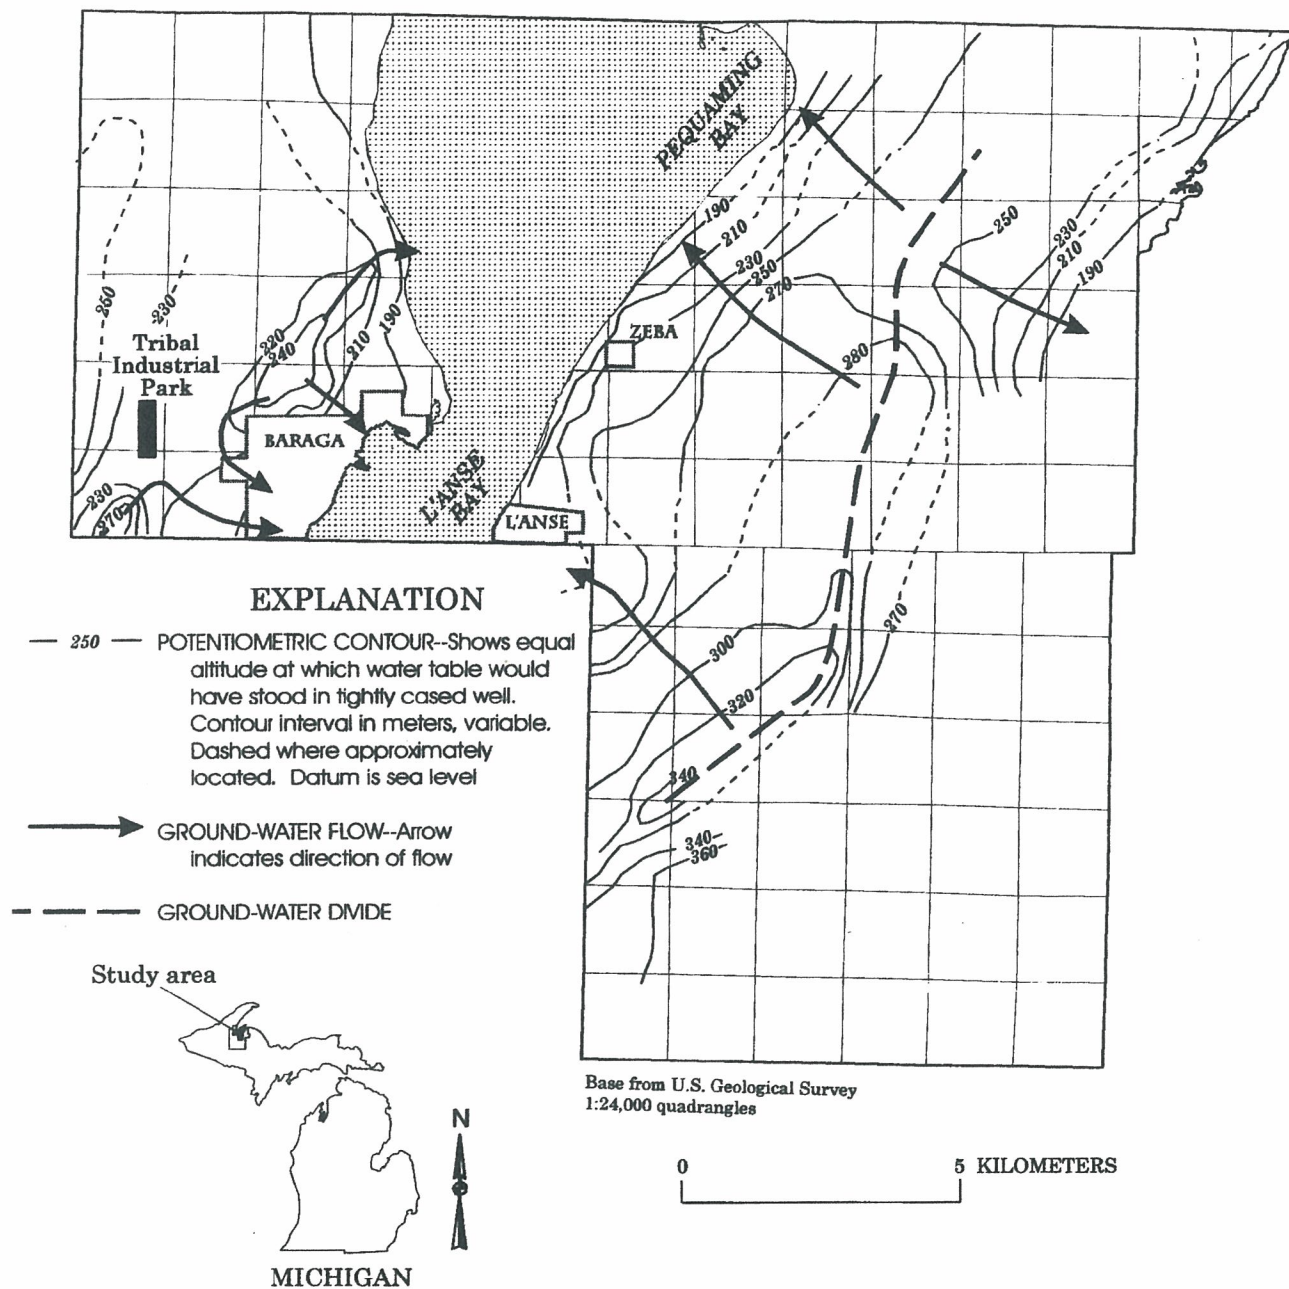 PEQUAMING
BAY
190
210
230
250
270
250
230
210
190
250
230
Tribal
Industrial
Park
220
240
210
190
ZEBA
280
BARAGA
L'ANSE
BAY
L'ANSE
230
270
270
300
320
340
340
360
EXPLANATION
250
POTENTIOMETRIC CONTOUR--Shows equal
altitude at which water table would
have stood in tightly cased well.
Contour interval in meters, variable.
Dashed where approximately
located. Datum is sea level
GROUND-WATER FLOW--Arrow
indicates direction of flow
GROUND-WATER DIVIDE
Study area
N
MICHIGAN
Base from U.S. Geological Survey
1:24,000 quadrangles
0 5 KILOMETERS